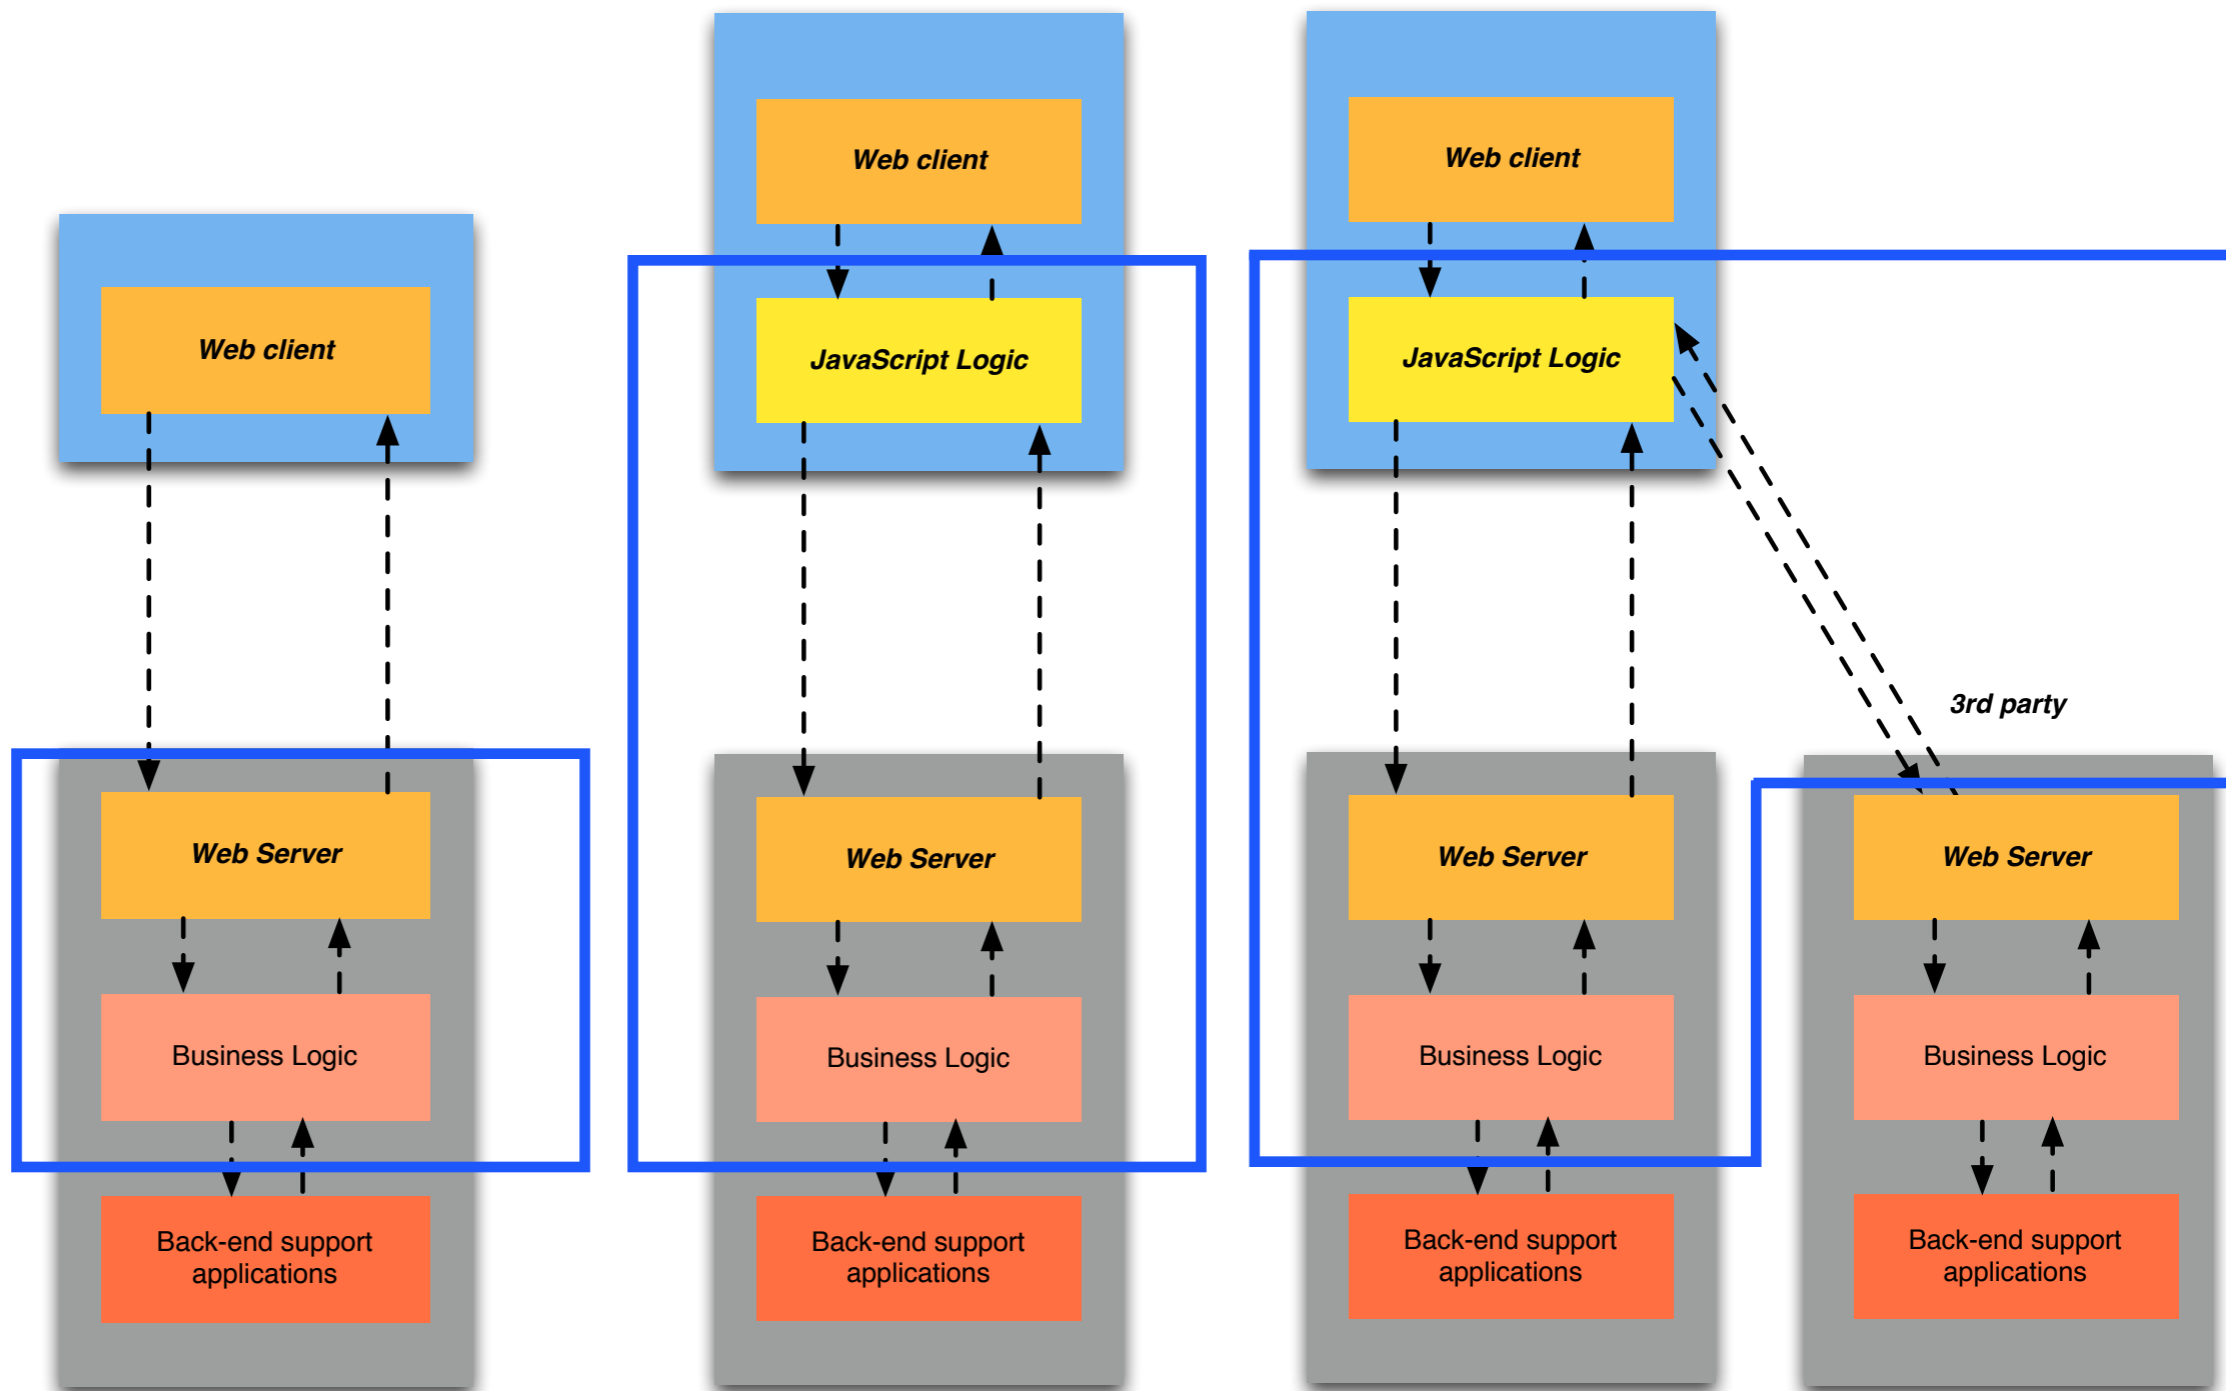 Web client
JavaScript Logic
Web client
Web client
JavaScript Logic
3rd party
Web Server
Business Logic
Back-end support
applications
Web Server
Business Logic
Back-end support
applications
Web Server
Business Logic
Back-end support
applications
Web Server
Business Logic
Back-end support
applications